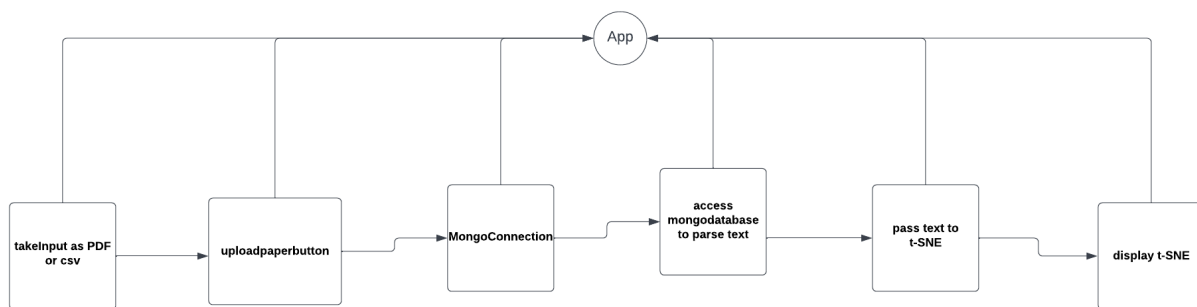 App
takeInput as PDF
or csv
uploadpaperbutton
MongoConnection
access
mongodatabase
to parse text
pass text to
t-SNE
display t-SNE